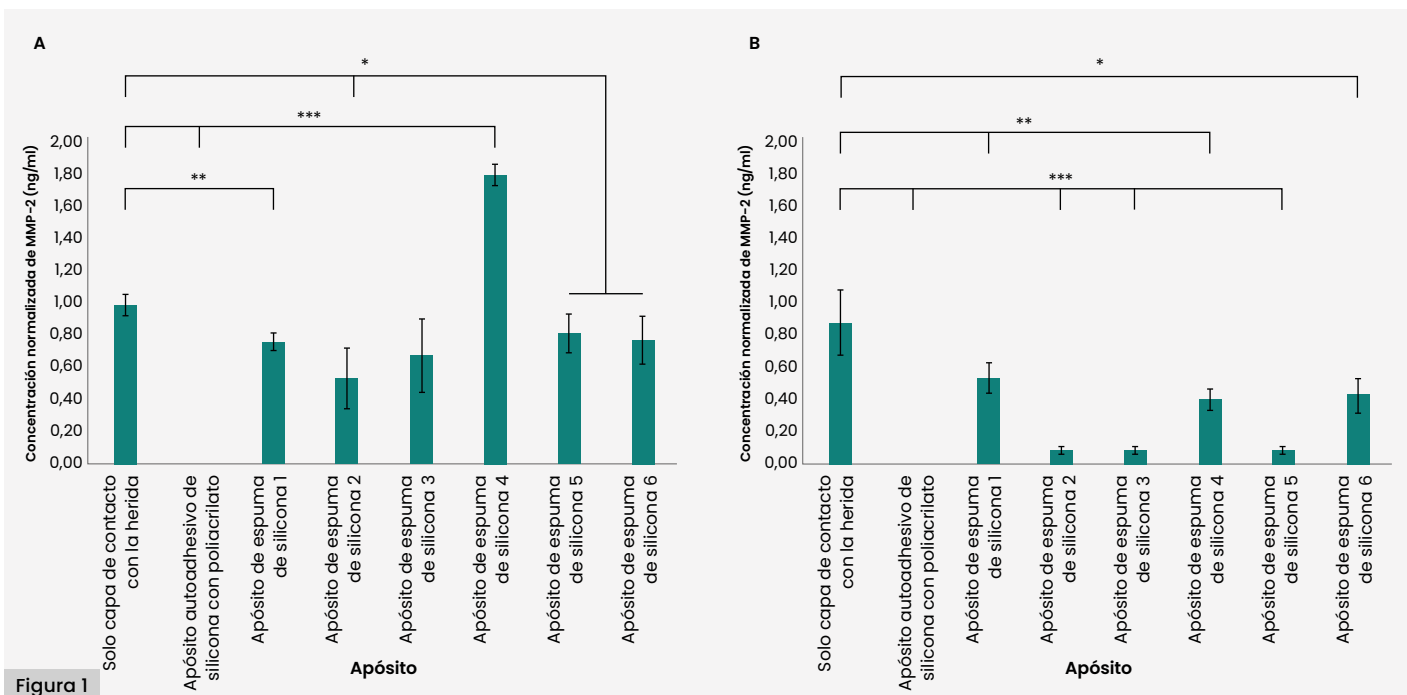 A
*
***
**
Concentración normalizada de MMP-2 (ng/ml)
2,00
1,80
1,60
1,40
1,20
1,00
0,80
0,60
0,40
0,20
0,00
Solo capa de contacto
con la herida
Apósito autoadhesivo de
silicona con poliacrilato
Apósito de espuma
de silicona 1
Apósito de espuma
de silicona 2
Apósito de espuma
de silicona 3
Apósito de espuma
de silicona 4
Apósito de espuma
de silicona 5
Apósito de espuma
de silicona 6
Apósito
B
*
**
***
Concentración normalizada de MMP-2 (ng/ml)
2,00
1,80
1,60
1,40
1,20
1,00
0,80
0,60
0,40
0,20
0,00
Solo capa de contacto
con la herida
Apósito autoadhesivo de
silicona con poliacrilato
Apósito de espuma
de silicona 1
Apósito de espuma
de silicona 2
Apósito de espuma
de silicona 3
Apósito de espuma
de silicona 4
Apósito de espuma
de silicona 5
Apósito de espuma
de silicona 6
Apósito
Figura 1